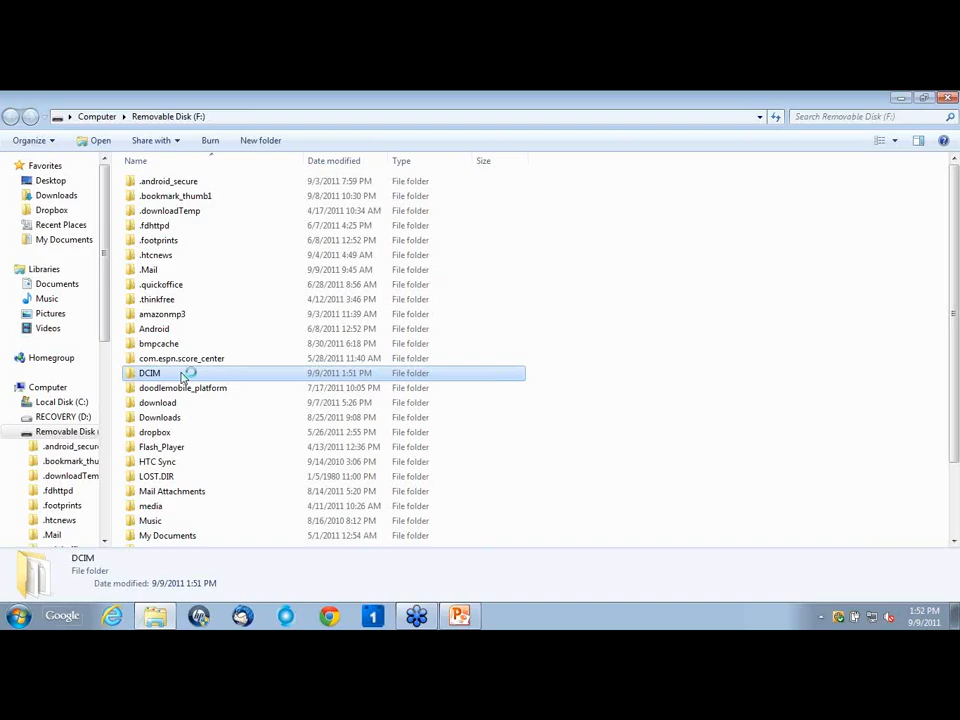 Computer Removable Disk (F:)
Search Removable Disk (F:)
Organize Open Share with Burn New folder
Name Date modified Type Size
Favorites
Desktop
Downloads
Dropbox
Recent Places
My Documents
Libraries
Documents
Music
Pictures
Videos
Homegroup
Computer
Local Disk (C:)
RECOVERY (D:)
Removable Disk
.android_secure
.bookmark_thu
.downloadTem
.fdhttpd
.footprints
.htcnews
.Mail
.android_secure 9/3/2011 7:59 PM File folder
.bookmark_thumb1 9/8/2011 10:30 PM File folder
.downloadTemp 4/17/2011 10:34 AM File folder
.fdhttpd 6/7/2011 4:25 PM File folder
.footprints 6/8/2011 12:52 PM File folder
.htcnews 9/4/2011 4:49 AM File folder
.Mail 9/9/2011 9:45 AM File folder
.quickoffice 6/28/2011 8:56 AM File folder
.thinkfree 4/12/2011 3:46 PM File folder
amazonmp3 9/3/2011 11:39 AM File folder
Android 6/8/2011 12:52 PM File folder
bmpcache 8/30/2011 6:18 PM File folder
com.espn.score_center 5/28/2011 11:40 AM File folder
DCIM 9/9/2011 1:51 PM File folder
doodlemobile_platform 7/17/2011 10:05 PM File folder
download 9/7/2011 5:26 PM File folder
Downloads 8/25/2011 9:08 PM File folder
dropbox 5/26/2011 2:55 PM File folder
Flash_Player 4/13/2011 12:36 PM File folder
HTC Sync 9/14/2010 3:06 PM File folder
LOST.DIR 1/5/1980 11:00 PM File folder
Mail Attachments 8/14/2011 5:20 PM File folder
media 4/11/2011 10:26 AM File folder
Music 8/16/2010 8:12 PM File folder
My Documents 5/1/2011 12:54 AM File folder
DCIM
File folder
Date modified: 9/9/2011 1:51 PM
Google
1
1:52 PM
9/9/2011